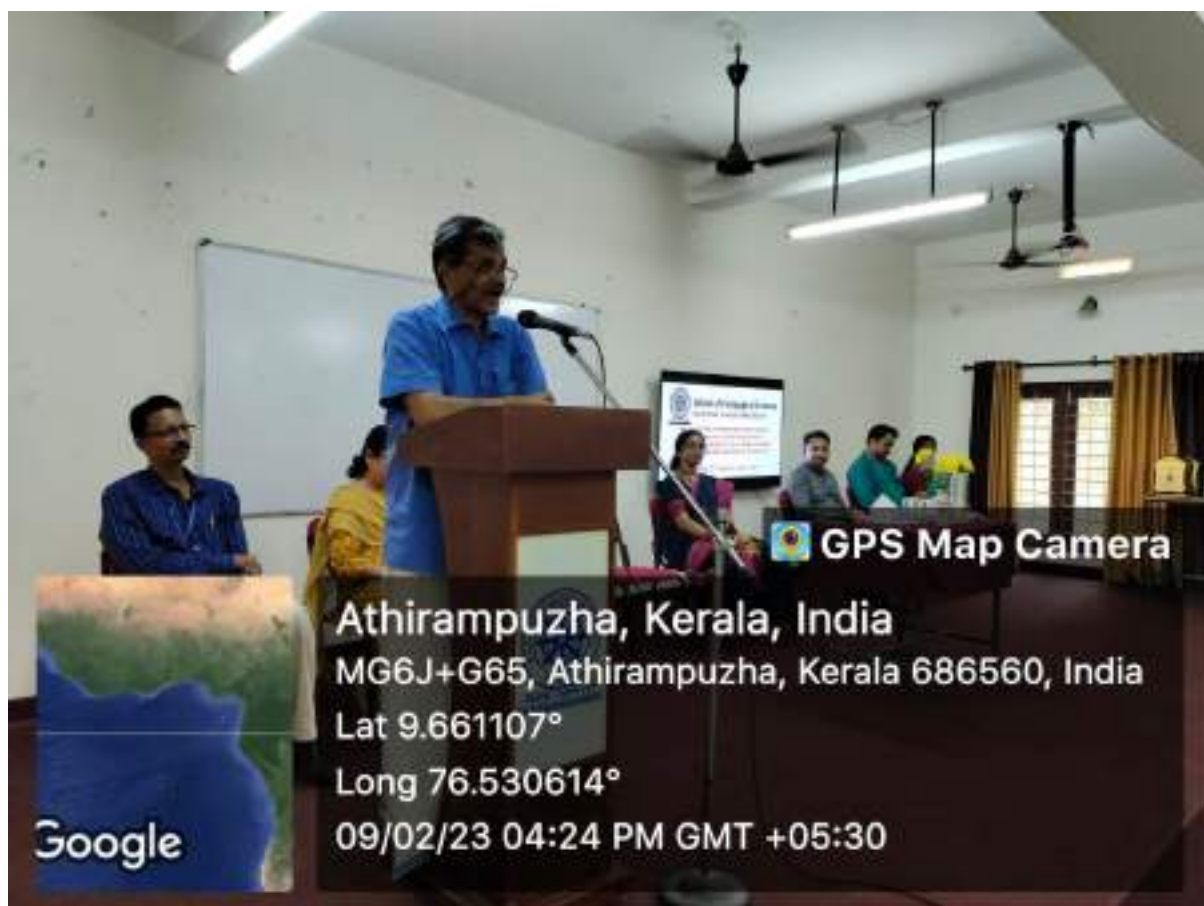 GPS Map Camera
Athirampuzha, Kerala, India
MG6J+G65, Athirampuzha, Kerala 686560, India
Lat 9.661107°
Long 76.530614°
09/02/23 04:24 PM GMT +05:30
Google